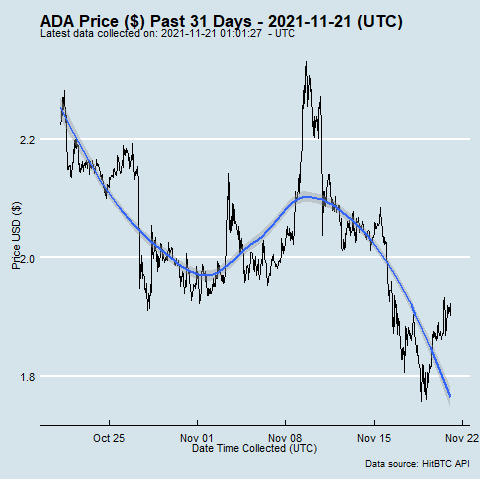 ADA Price ($) Past 31 Days - 2021-11-21 (UTC)
Latest data collected on: 2021-11-21 01:01:27 - UTC
Price USD ($)
2.2
2.0
1.8
Oct 25 Nov 01 Nov 08 Nov 15 Nov 22
Date Time Collected (UTC)
Data source: HitBTC API